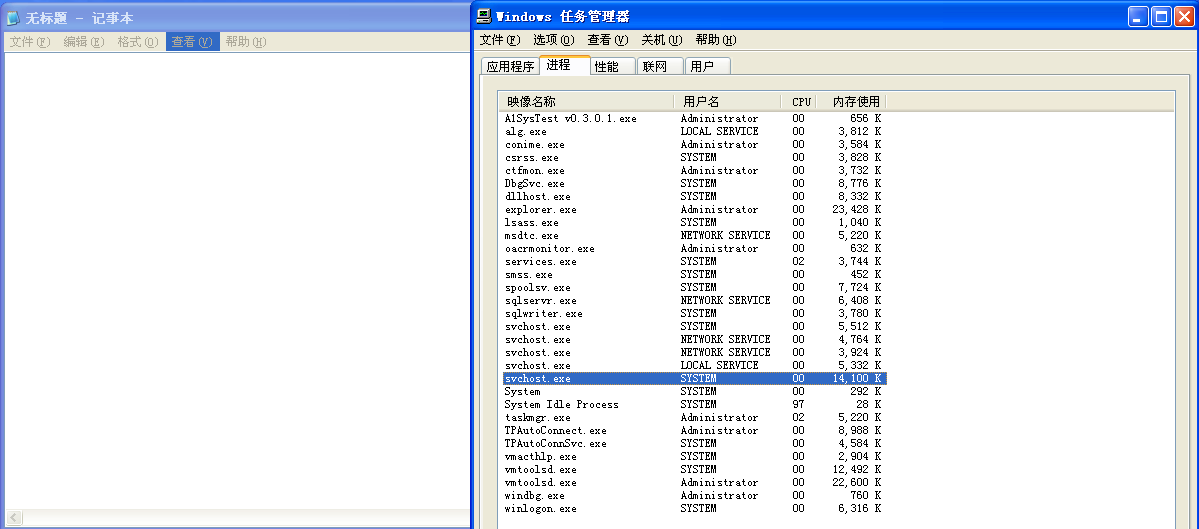 无标题 - 记事本
文件(F) 编辑(E) 格式(O) 查看(V) 帮助(H)
Windows 任务管理器
文件(F) 选项(O) 查看(V) 关机(U) 帮助(H)
应用程序 进程 性能 联网 用户
映像名称 用户名 CPU 内存使用
A1SysTest v0.3.0.1.exe Administrator 00 656 K
alg.exe LOCAL SERVICE 00 3,812 K
conime.exe Administrator 00 3,584 K
csrss.exe SYSTEM 00 3,828 K
ctfmon.exe Administrator 00 3,732 K
DbgSvc.exe SYSTEM 00 8,776 K
dllhost.exe SYSTEM 00 8,332 K
explorer.exe Administrator 00 23,428 K
lsass.exe SYSTEM 00 1,040 K
msdtc.exe NETWORK SERVICE 00 5,220 K
oacrmonitor.exe Administrator 00 632 K
services.exe SYSTEM 02 3,744 K
smss.exe SYSTEM 00 452 K
spoolsv.exe SYSTEM 00 7,724 K
sqlservr.exe NETWORK SERVICE 00 6,408 K
sqlwriter.exe SYSTEM 00 3,780 K
svchost.exe SYSTEM 00 5,512 K
svchost.exe NETWORK SERVICE 00 4,764 K
svchost.exe NETWORK SERVICE 00 3,924 K
svchost.exe LOCAL SERVICE 00 5,332 K
svchost.exe SYSTEM 00 14,100 K
System SYSTEM 00 292 K
System Idle Process SYSTEM 97 28 K
taskmgr.exe Administrator 02 5,220 K
TPAutoConnect.exe Administrator 00 8,988 K
TPAutoConnSvc.exe SYSTEM 00 4,584 K
vmacthlp.exe SYSTEM 00 2,904 K
vmtoolsd.exe SYSTEM 00 12,492 K
vmtoolsd.exe Administrator 00 22,600 K
windbg.exe Administrator 00 760 K
winlogon.exe SYSTEM 00 6,316 K